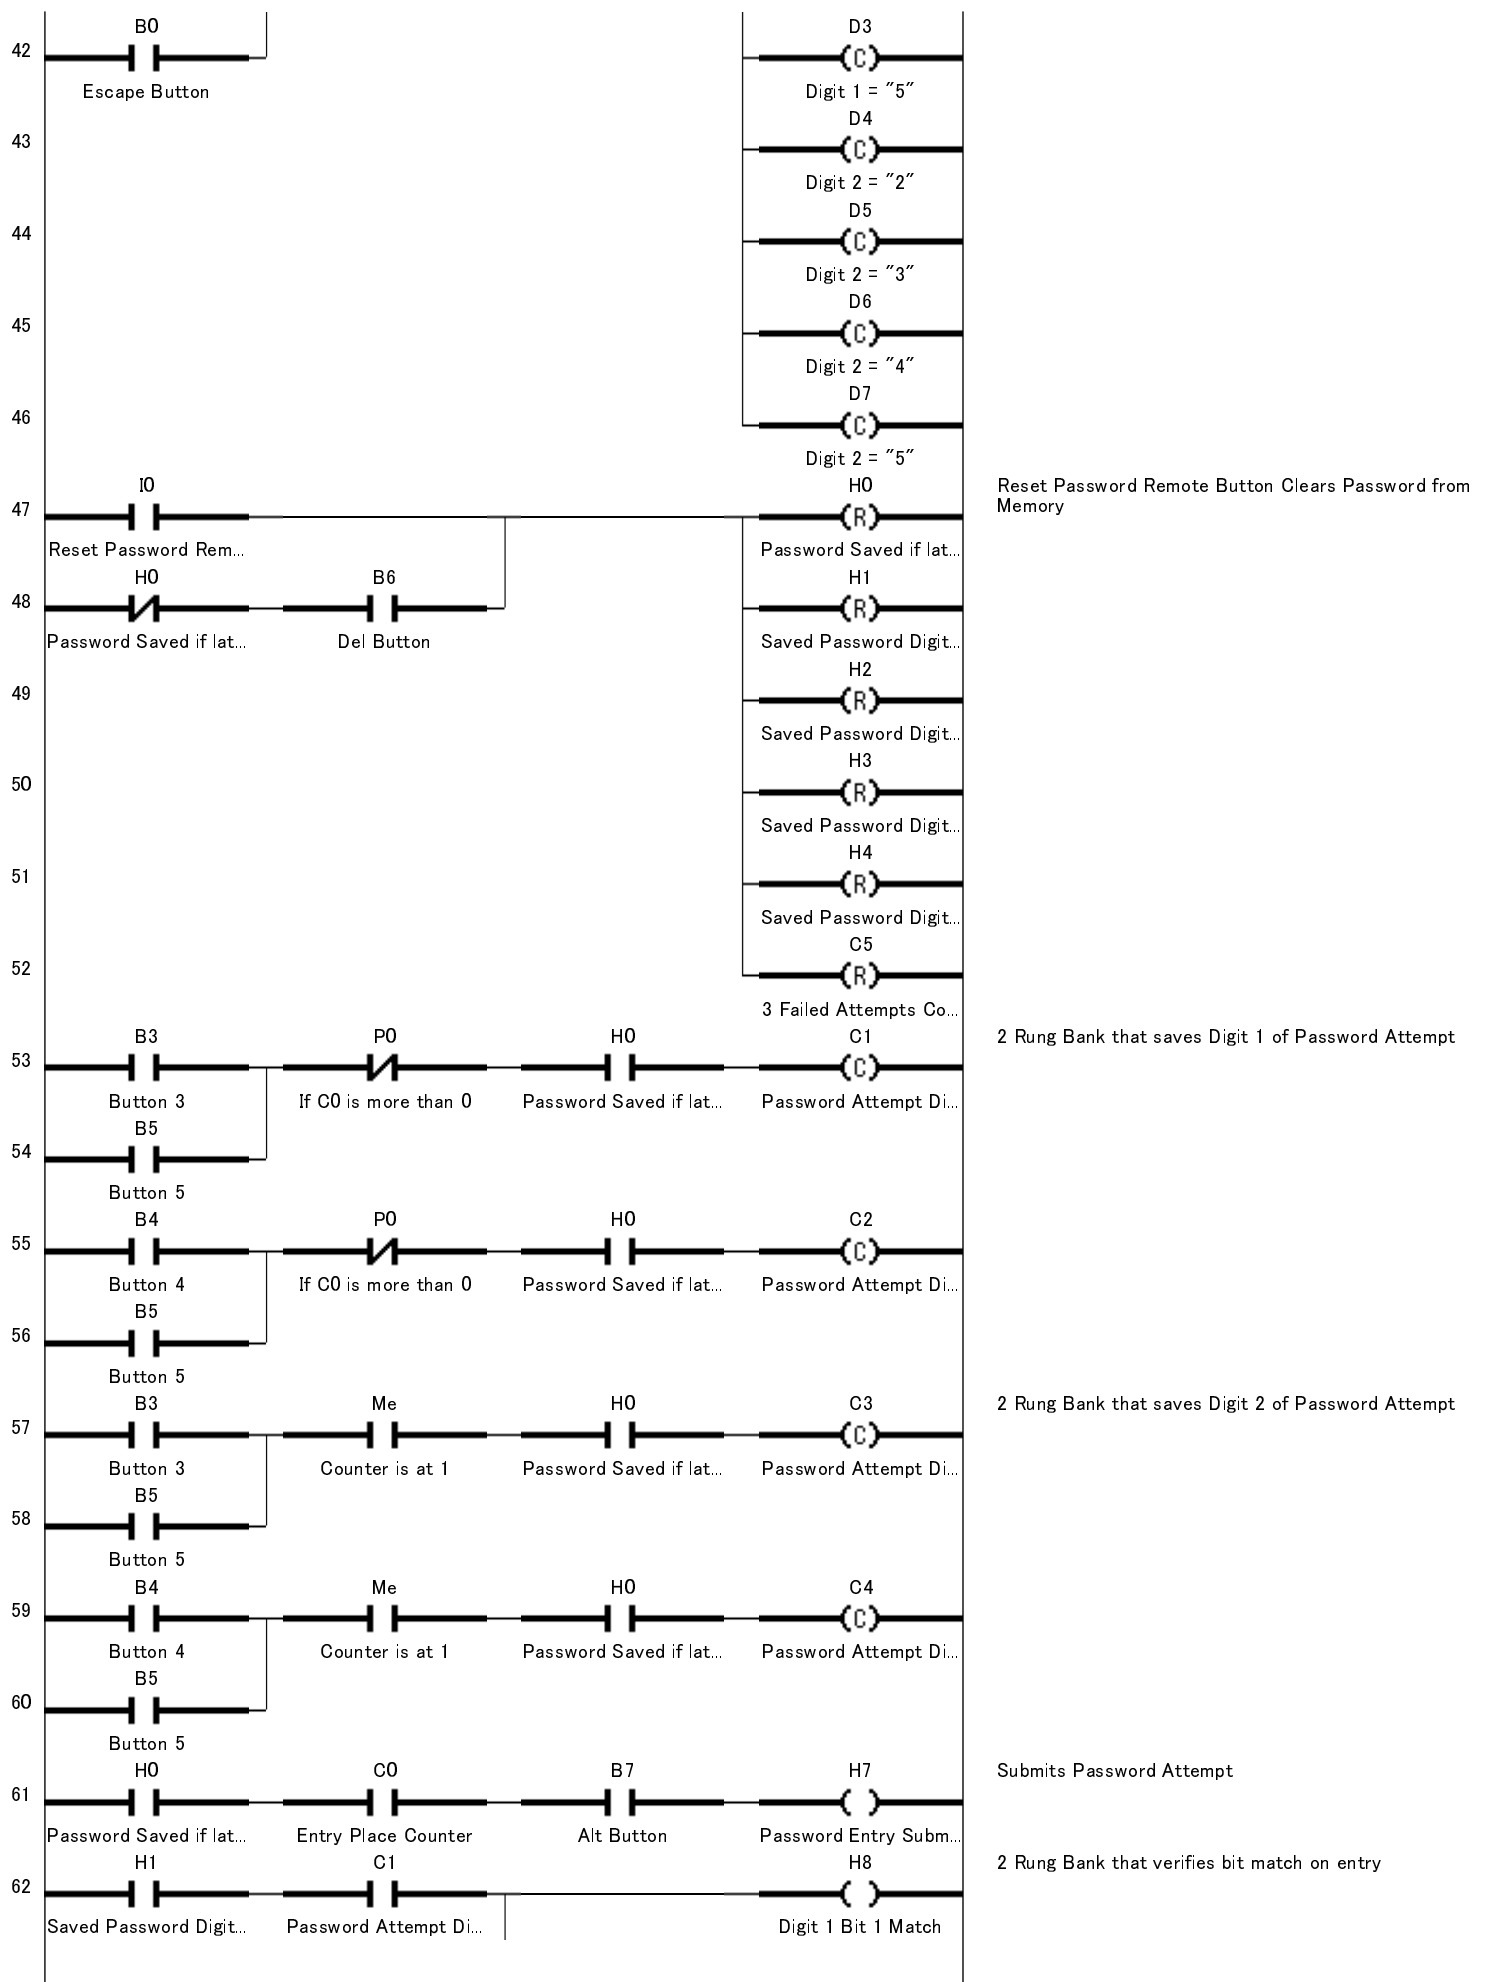 B0 D3
42 (C)
Escape Button Digit 1 = "5"
D4
43 (C)
Digit 2 = "2"
D5
44 (C)
Digit 2 = "3"
D6
45 (C)
Digit 2 = "4"
D7
46 (C)
Digit 2 = "5"
I0 H0 Reset Password Remote Button Clears Password from
Memory
47 (R)
Reset Password Rem... Password Saved if lat...
H0 B6 H1
48 (R)
Password Saved if lat... Del Button Saved Password Digit...
H2
49 (R)
Saved Password Digit...
H3
50 (R)
Saved Password Digit...
H4
51 (R)
Saved Password Digit...
C5
52 (R)
3 Failed Attempts Co...
B3 P0 H0 C1 2 Rung Bank that saves Digit 1 of Password Attempt
53 (C)
Button 3 If C0 is more than 0 Password Saved if lat... Password Attempt Di...
B5
54
Button 5
B4 P0 H0 C2
55 (C)
Button 4 If C0 is more than 0 Password Saved if lat... Password Attempt Di...
B5
56
Button 5
B3 Me H0 C3 2 Rung Bank that saves Digit 2 of Password Attempt
57 (C)
Button 3 Counter is at 1 Password Saved if lat... Password Attempt Di...
B5
58
Button 5
B4 Me H0 C4
59 (C)
Button 4 Counter is at 1 Password Saved if lat... Password Attempt Di...
B5
60
Button 5
H0 C0 B7 H7 Submits Password Attempt
61 ( )
Password Saved if lat... Entry Place Counter Alt Button Password Entry Subm...
H1 C1 H8 2 Rung Bank that verifies bit match on entry
62 ( )
Saved Password Digit... Password Attempt Di... Digit 1 Bit 1 Match